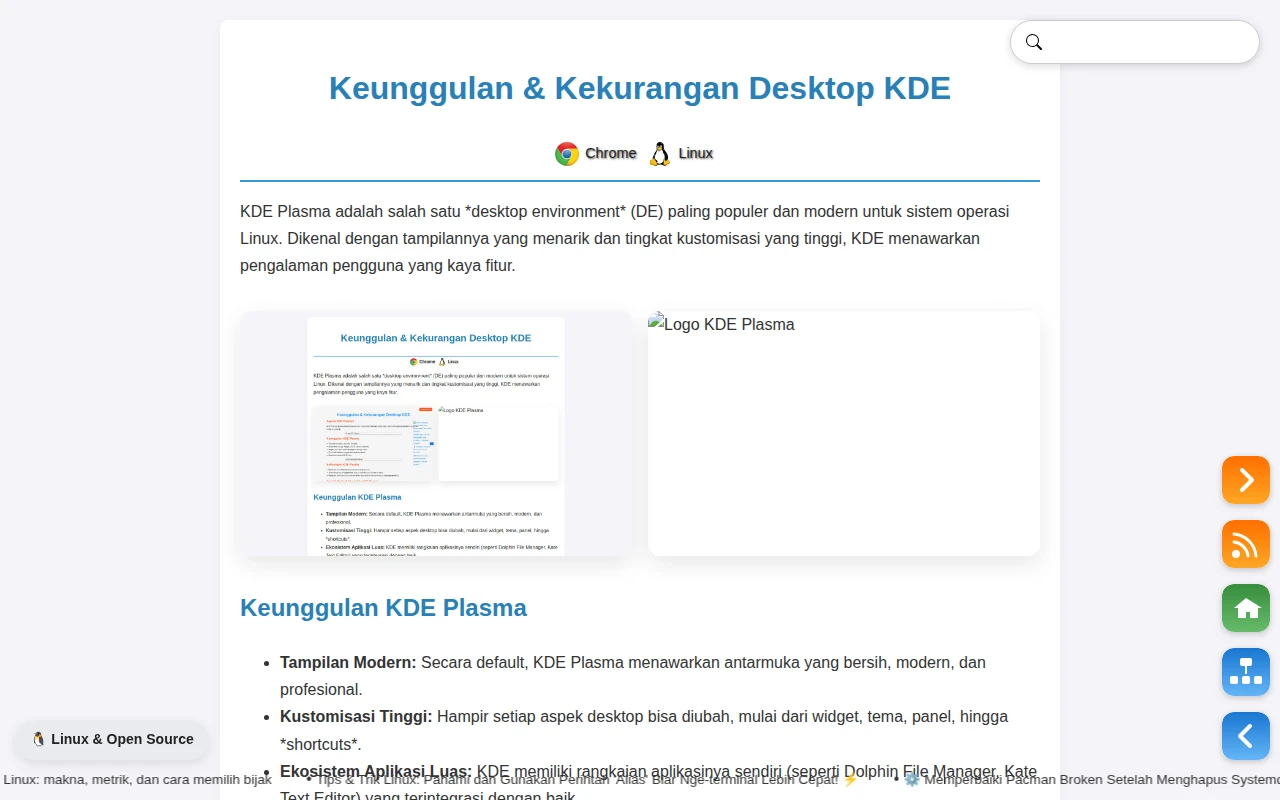 Keunggulan & Kekurangan Desktop KDE
Chrome Linux
KDE Plasma adalah salah satu *desktop environment* (DE) paling populer dan modern untuk sistem operasi
Linux. Dikenal dengan tampilannya yang menarik dan tingkat kustomisasi yang tinggi, KDE menawarkan
pengalaman pengguna yang kaya fitur.
Keunggulan & Kekurangan Desktop KDE
Chrome Linux
KDE Plasma adalah salah satu *desktop environment* (DE) paling populer dan modern untuk sistem operasi
Linux. Dikenal dengan tampilannya yang menarik dan tingkat kustomisasi yang tinggi, KDE menawarkan
pengalaman pengguna yang kaya fitur.
Keunggulan & Kekurangan Desktop KDE
Logo KDE Plasma
Keunggulan KDE Plasma
• Tampilan Modern: Secara default, KDE Plasma menawarkan antarmuka yang bersih, modern, dan
profesional.
• Kustomisasi Tinggi: Hampir setiap aspek desktop bisa diubah, mulai dari widget, tema, panel, hingga
*shortcuts*.
• Ekosistem Aplikasi Luas: KDE memiliki rangkaian aplikasinya sendiri (seperti Dolphin File Manager, Kate
Text Editor) yang terintegrasi dengan baik.
Logo KDE Plasma
Keunggulan KDE Plasma
• Tampilan Modern: Secara default, KDE Plasma menawarkan antarmuka yang bersih, modern, dan
profesional.
• Kustomisasi Tinggi: Hampir setiap aspek desktop bisa diubah, mulai dari widget, tema, panel, hingga
*shortcuts*.
• Ekosistem Aplikasi Luas: KDE memiliki rangkaian aplikasinya sendiri (seperti Dolphin File Manager, Kate
Text Editor) yang terintegrasi dengan baik.
🐧 Linux & Open Source
Linux: makna, metrik, dan cara memilih bijak • Tips & Trik Linux: Pahami dan Gunakan Perintah 'Alias' Biar Nge-terminal Lebih Cepat! ⚡ • ⚙️ Memperbaiki Pacman Broken Setelah Menghapus Systemd